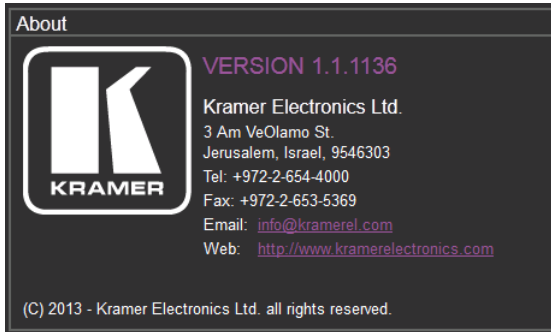 About
VERSION 1.1.1136
KRAMER
Kramer Electronics Ltd.
3 Am VeOlamo St.
Jerusalem, Israel, 9546303
Tel: +972-2-654-4000
Fax: +972-2-653-5369
Email: info@kramerel.com
Web: http://www.kramerelectronics.com
(C) 2013 - Kramer Electronics Ltd. all rights reserved.